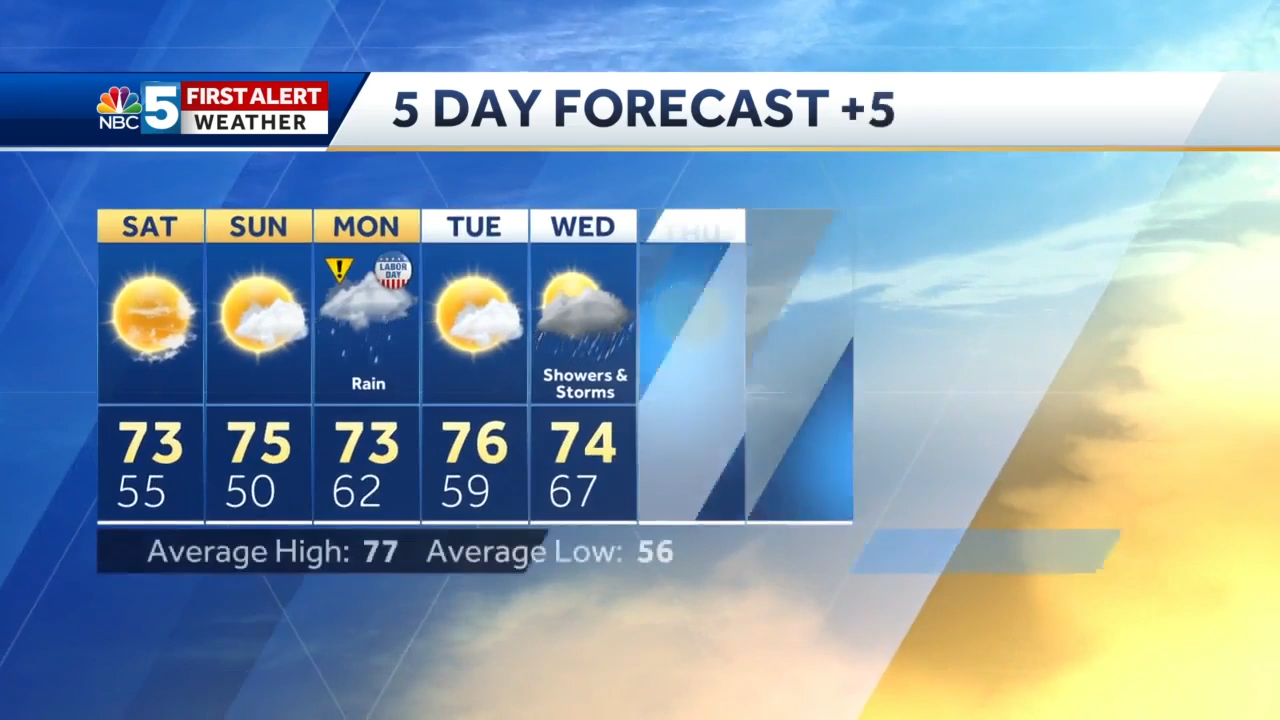 NBC 5 FIRST ALERT WEATHER
5 DAY FORECAST +5
SAT SUN MON TUE WED THU
!
LABOR DAY
Rain
Showers &
Storms
73 75 73 76 74
55 50 62 59 67
Average High: 77 Average Low: 56